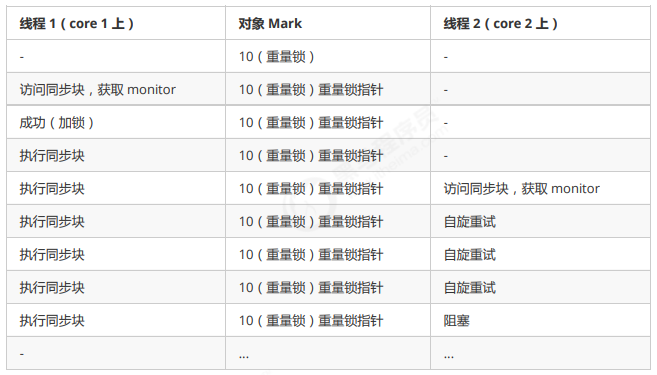 线程 1（core 1 上） 对象 Mark 线程 2（core 2 上）
- 10（重量锁） -
访问同步块，获取 monitor 10（重量锁）重量锁指针 -
成功（加锁） 10（重量锁）重量锁指针 -
执行同步块 10（重量锁）重量锁指针 -
执行同步块 10（重量锁）重量锁指针 访问同步块，获取 monitor
执行同步块 10（重量锁）重量锁指针 自旋重试
执行同步块 10（重量锁）重量锁指针 自旋重试
执行同步块 10（重量锁）重量锁指针 自旋重试
执行同步块 10（重量锁）重量锁指针 阻塞
- ... ...